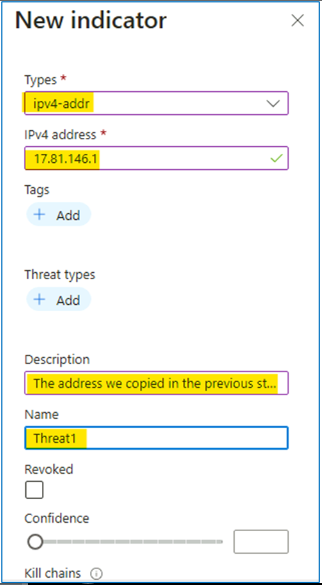 New indicator
Types *
ipv4-addr
IPv4 address *
17.81.146.1
Tags
+ Add
Threat types
+ Add
Description
The address we copied in the previous st...
Name
Threat1
Revoked
Confidence
Kill chains